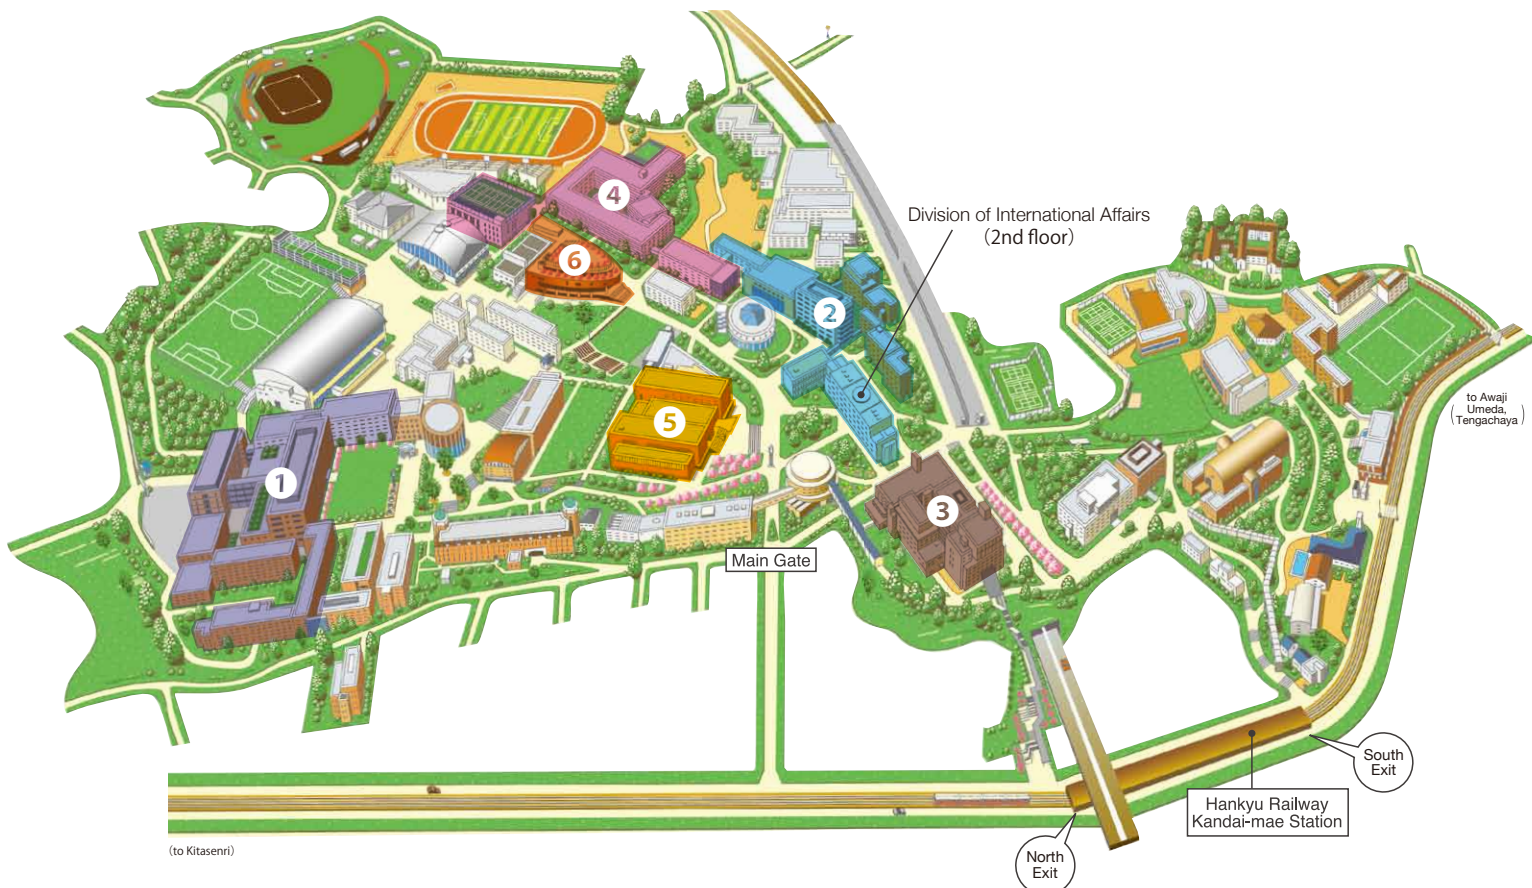 4
Division of International Affairs
(2nd floor)
6
2
to Awaji
Umeda,
Tengachaya
5
1
3
Main Gate
South
Exit
Hankyu Railway
Kandai-mae Station
(to Kitasenri)
North
Exit